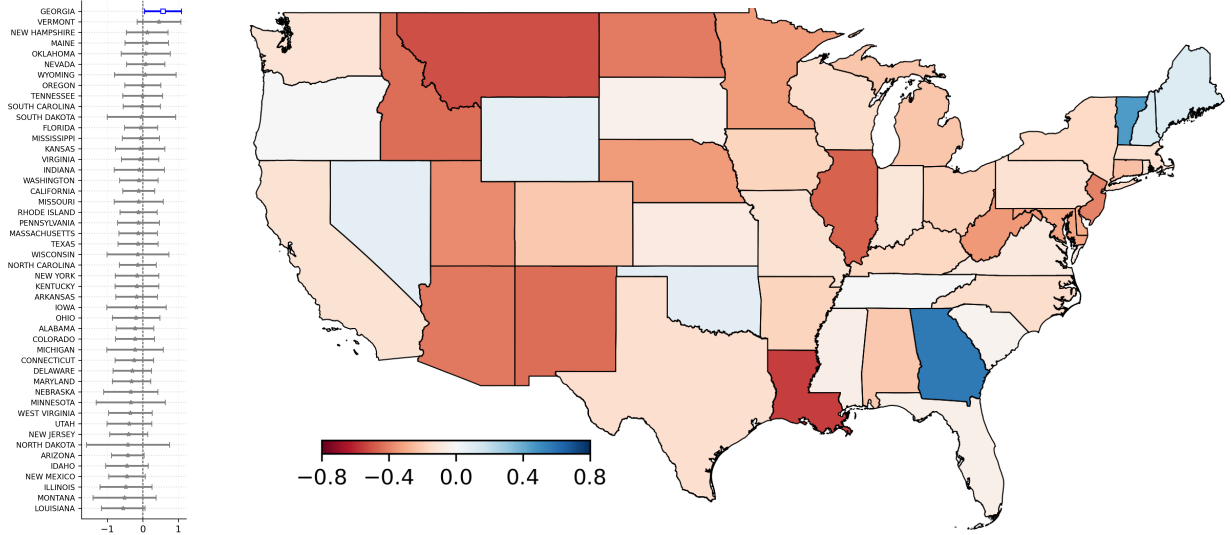 GEORGIA
VERMONT
NEW HAMPSHIRE
MAINE
OKLAHOMA
NEVADA
WYOMING
OREGON
TENNESSEE
SOUTH CAROLINA
SOUTH DAKOTA
FLORIDA
MISSISSIPPI
KANSAS
VIRGINIA
INDIANA
WASHINGTON
CALIFORNIA
MISSOURI
RHODE ISLAND
PENNSYLVANIA
MASSACHUSETTS
TEXAS
WISCONSIN
NORTH CAROLINA
NEW YORK
KENTUCKY
ARKANSAS
IOWA
OHIO
ALABAMA
COLORADO
MICHIGAN
CONNECTICUT
DELAWARE
MARYLAND
NEBRASKA
MINNESOTA
WEST VIRGINIA
UTAH
NEW JERSEY
NORTH DAKOTA
ARIZONA
IDAHO
NEW MEXICO
ILLINOIS
MONTANA
LOUISIANA
−1 0 1
−0.8 −0.4 0.0 0.4 0.8